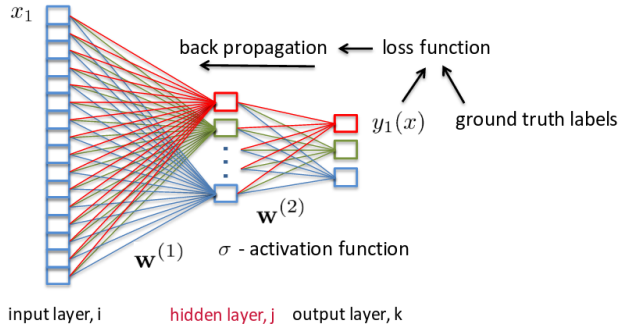 x₁
back propagation
loss function
y₁(x)
ground truth labels
w⁽²⁾
w⁽¹⁾
σ - activation function
input layer, i
hidden layer, j
output layer, k